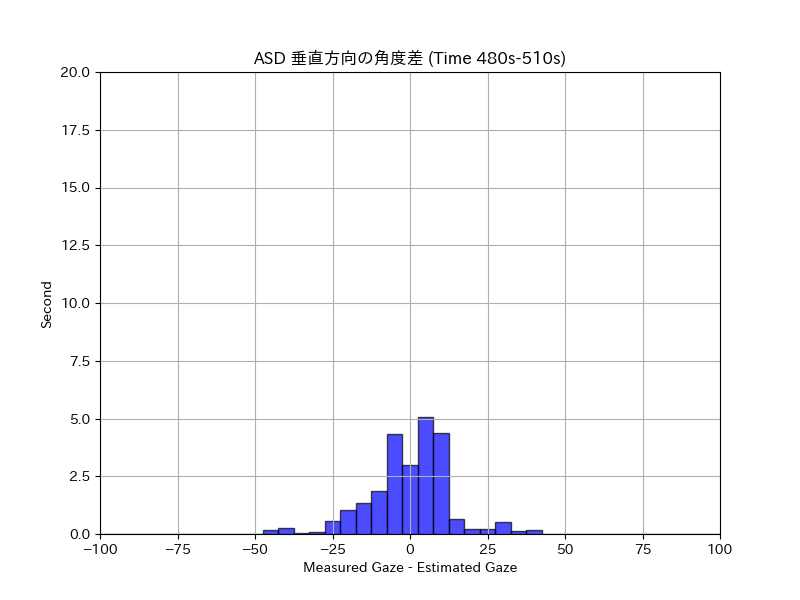 ASD 垂直方向の角度差 (Time 480s-510s)
20.0
17.5
15.0
12.5
10.0
7.5
5.0
2.5
0.0
Second
−100 −75 −50 −25 0 25 50 75 100
Measured Gaze - Estimated Gaze